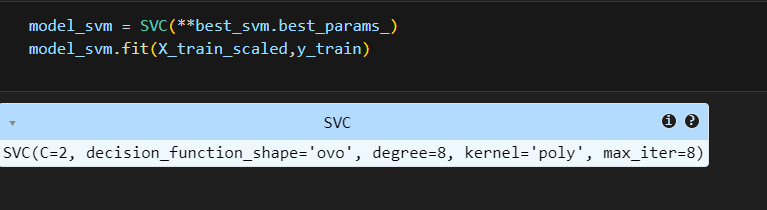 model_svm = SVC(**best_svm.best_params_)
model_svm.fit(X_train_scaled,y_train)
SVC
SVC(C=2, decision_function_shape='ovo', degree=8, kernel='poly', max_iter=8)